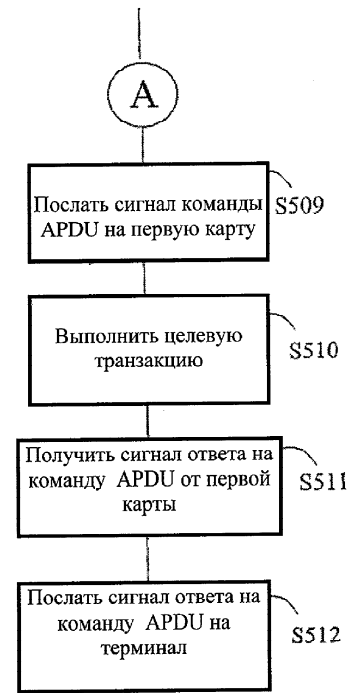 A
Послать сигнал команды
APDU на первую карту
S509
Выполнить целевую
транзакцию
S510
Получить сигнал ответа на
команду APDU от первой
карты
S511
Послать сигнал ответа на
команду APDU на
терминал
S512